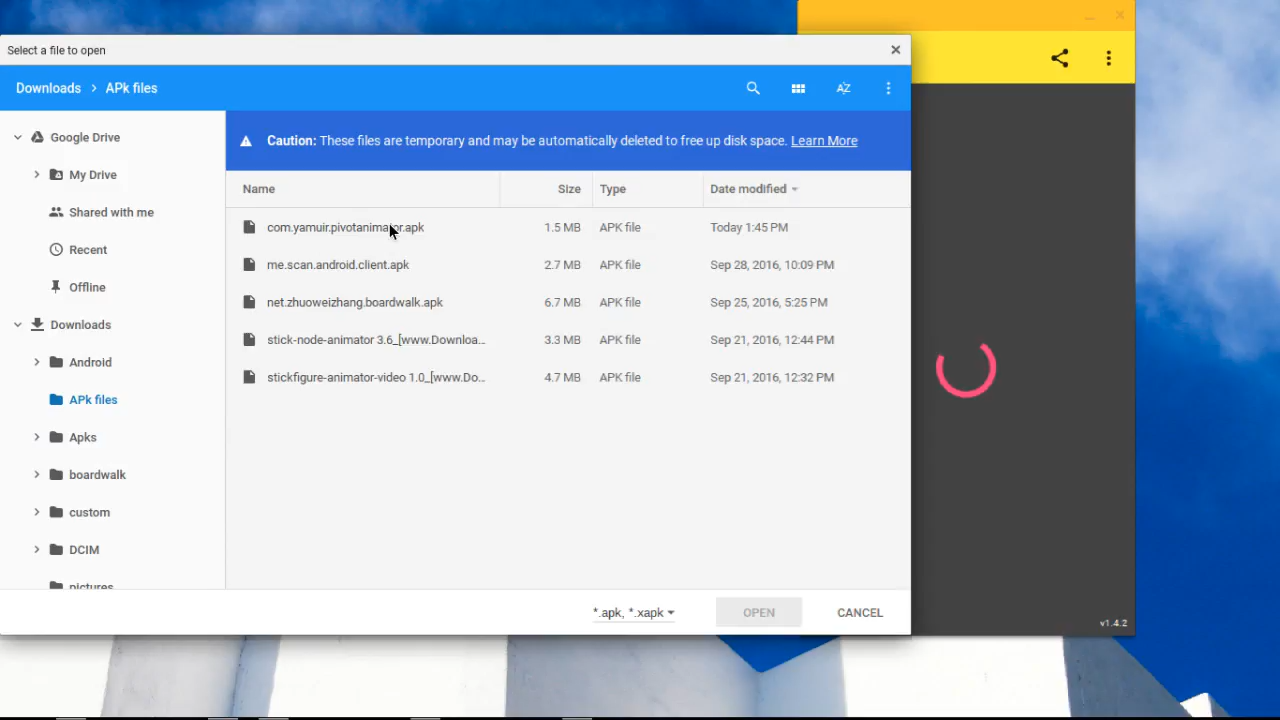 Select a file to open
Downloads > APk files
AZ
Google Drive
My Drive
Shared with me
Recent
Offline
Downloads
Android
APk files
Apks
boardwalk
custom
DCIM
pictures
Caution: These files are temporary and may be automatically deleted to free up disk space. Learn More
Name Size Type Date modified
com.yamuir.pivotanimator.apk 1.5 MB APK file Today 1:45 PM
me.scan.android.client.apk 2.7 MB APK file Sep 28, 2016, 10:09 PM
net.zhuoweizhang.boardwalk.apk 6.7 MB APK file Sep 25, 2016, 5:25 PM
stick-node-animator 3.6_[www.Downloa... 3.3 MB APK file Sep 21, 2016, 12:44 PM
stickfigure-animator-video 1.0_[www.Do... 4.7 MB APK file Sep 21, 2016, 12:32 PM
*.apk, *.xapk OPEN CANCEL
v1.4.2